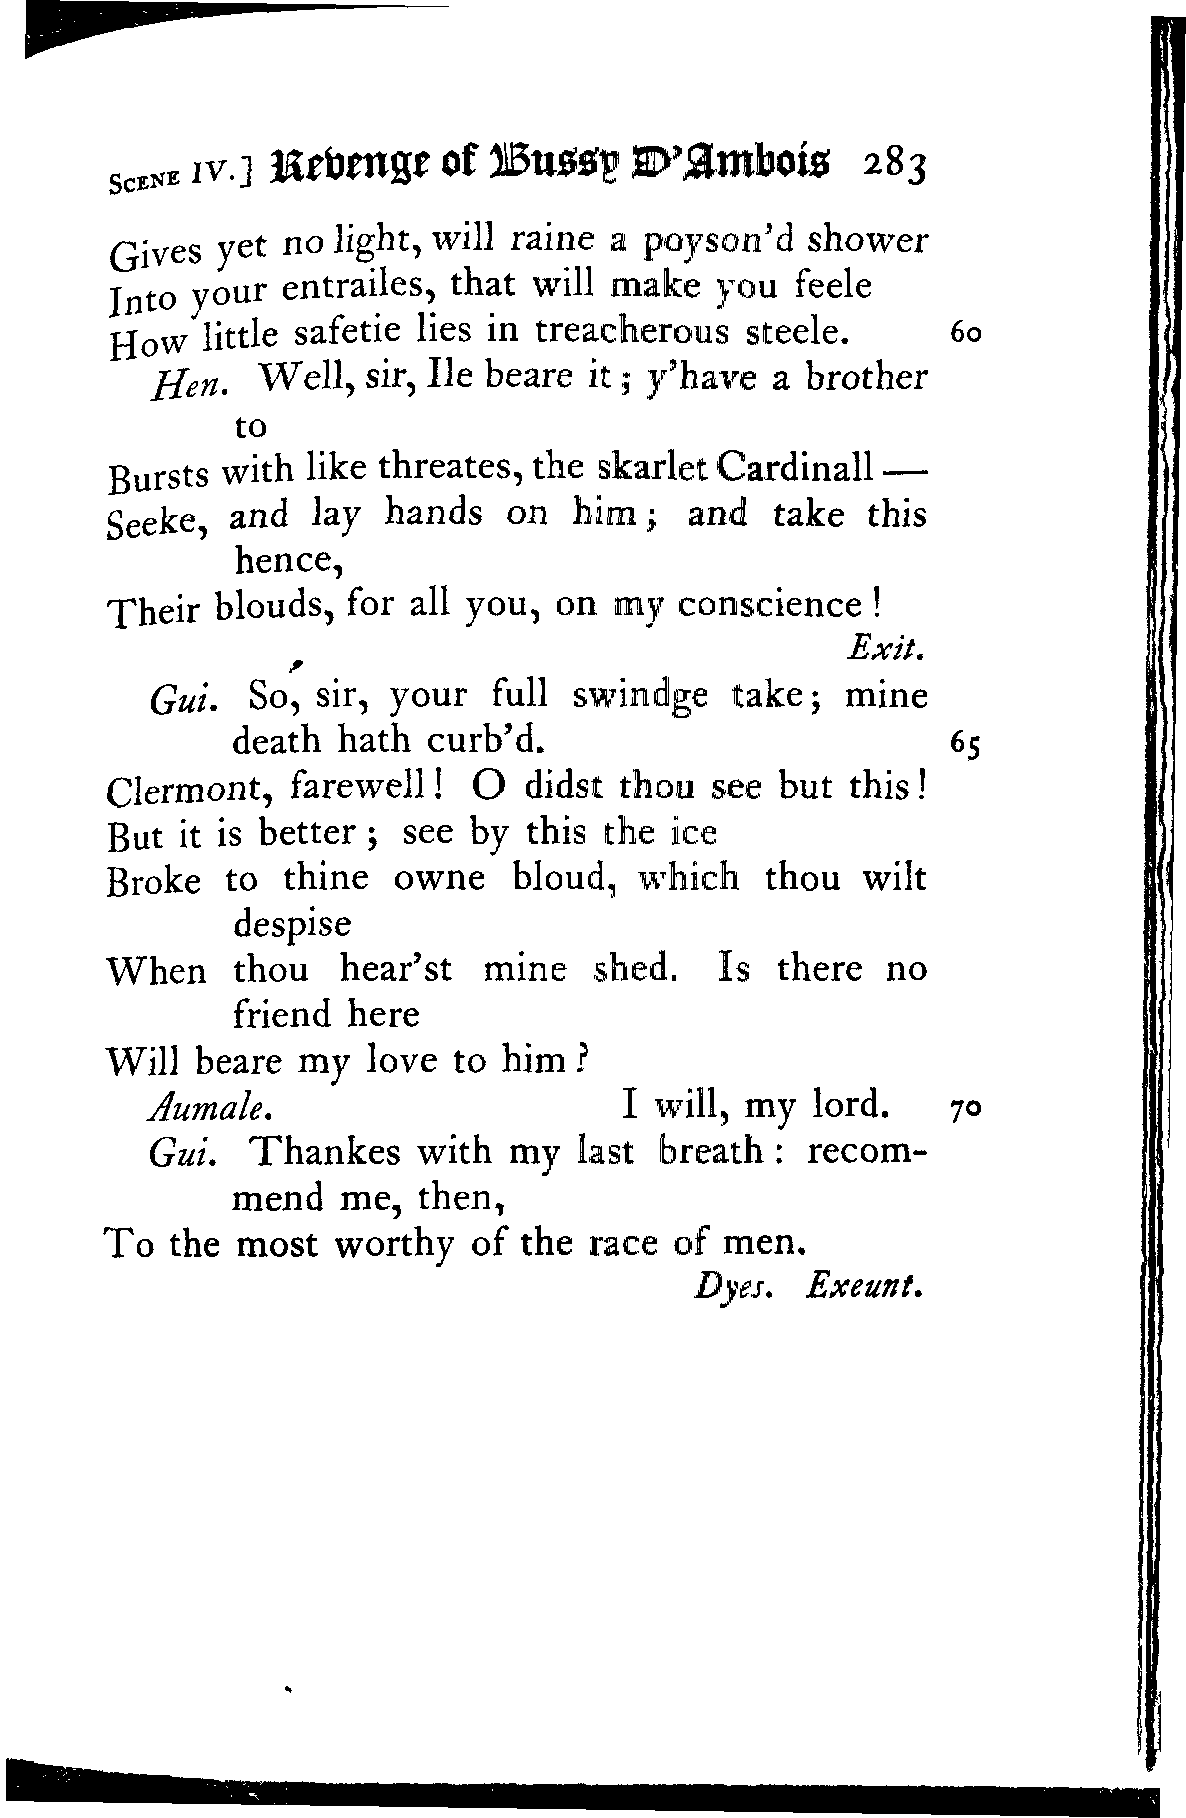 SCENE IV.] Revenge of Bussy D'Ambois 283
Gives yet no light, will raine a poyson'd shower
Into your entrailes, that will make you feele
How little safetie lies in treacherous steele. 60
Hen. Well, sir, Ile beare it; y'have a brother
to
Bursts with like threates, the skarlet Cardinall —
Seeke, and lay hands on him; and take this
hence,
Their blouds, for all you, on my conscience!
Exit.
Gui. So, sir, your full swindge take; mine
death hath curb'd. 65
Clermont, farewell! O didst thou see but this!
But it is better; see by this the ice
Broke to thine owne bloud, which thou wilt
despise
When thou hear'st mine shed. Is there no
friend here
Will beare my love to him?
Aumale. I will, my lord. 70
Gui. Thankes with my last breath: recom-
mend me, then,
To the most worthy of the race of men.
Dyes. Exeunt.